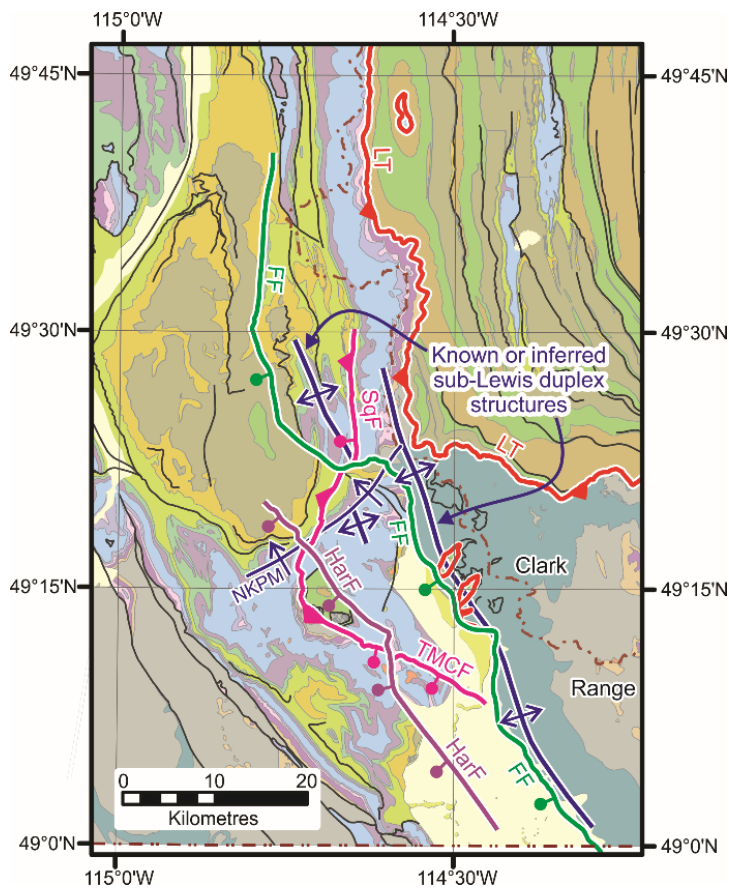 115°0'W 114°30'W
49°45'N 49°45'N
LT
FF
49°30'N 49°30'N
Known or inferred
sub-Lewis duplex
structures
SqF
LT
FF
HarF
NKPM
Clark
49°15'N 49°15'N
TMCF
Range
HarF
FF
0 10 20
Kilometres
49°0'N 49°0'N
115°0'W 114°30'W